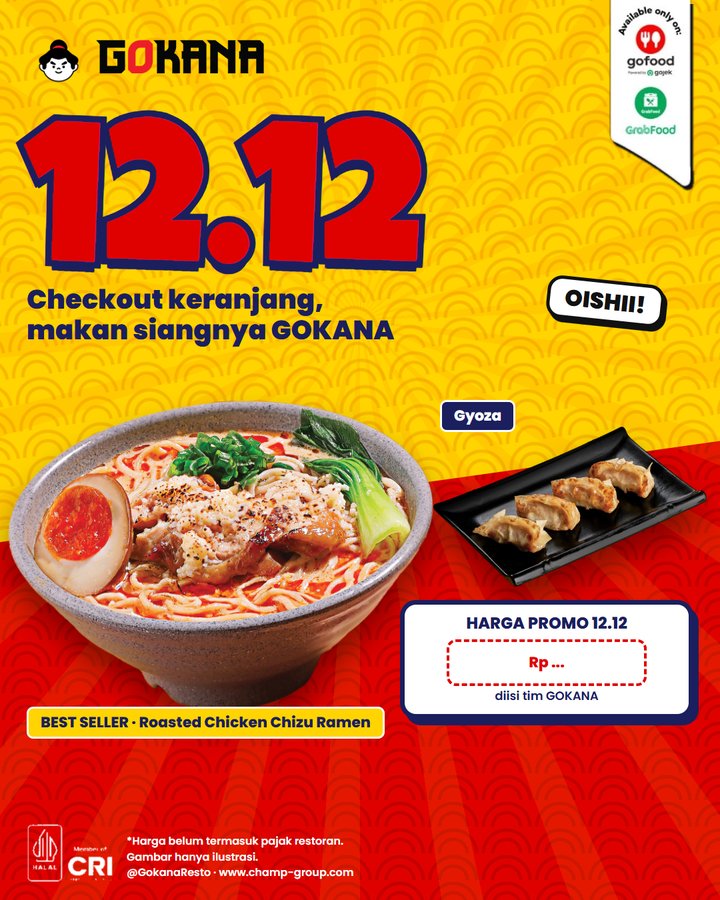 GOKANA
Available only on:
gofood
Powered by gojek
GrabFood
GrabFood
12.12
Checkout keranjang,
makan siangnya GOKANA
OISHII!
Gyoza
HARGA PROMO 12.12
Rp ...
diisi tim GOKANA
BEST SELLER · Roasted Chicken Chizu Ramen
HALAL
Member of
CRI
*Harga belum termasuk pajak restoran.
Gambar hanya ilustrasi.
@GokanaResto · www.champ-group.com